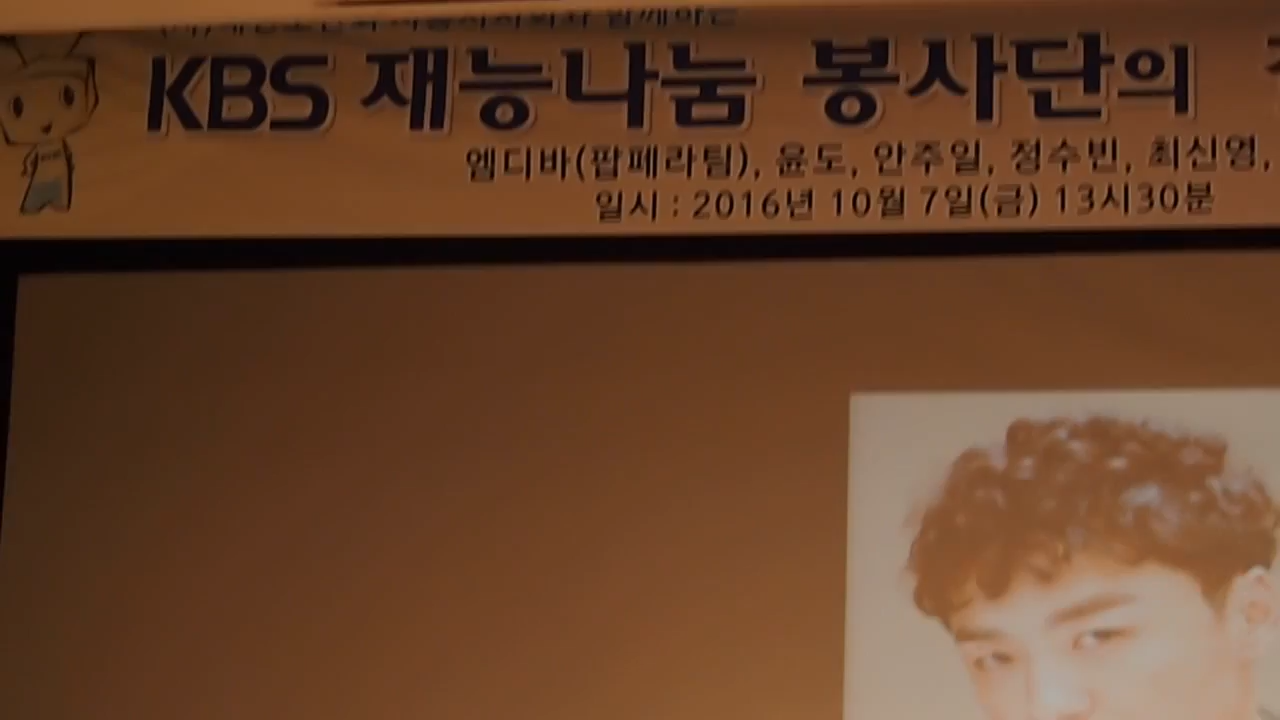 KBS 재능나눔 봉사단의
엠디바(팝페라팀), 윤도, 안주일, 정수빈, 최신영,
일시 : 2016년 10월 7일(금) 13시30분